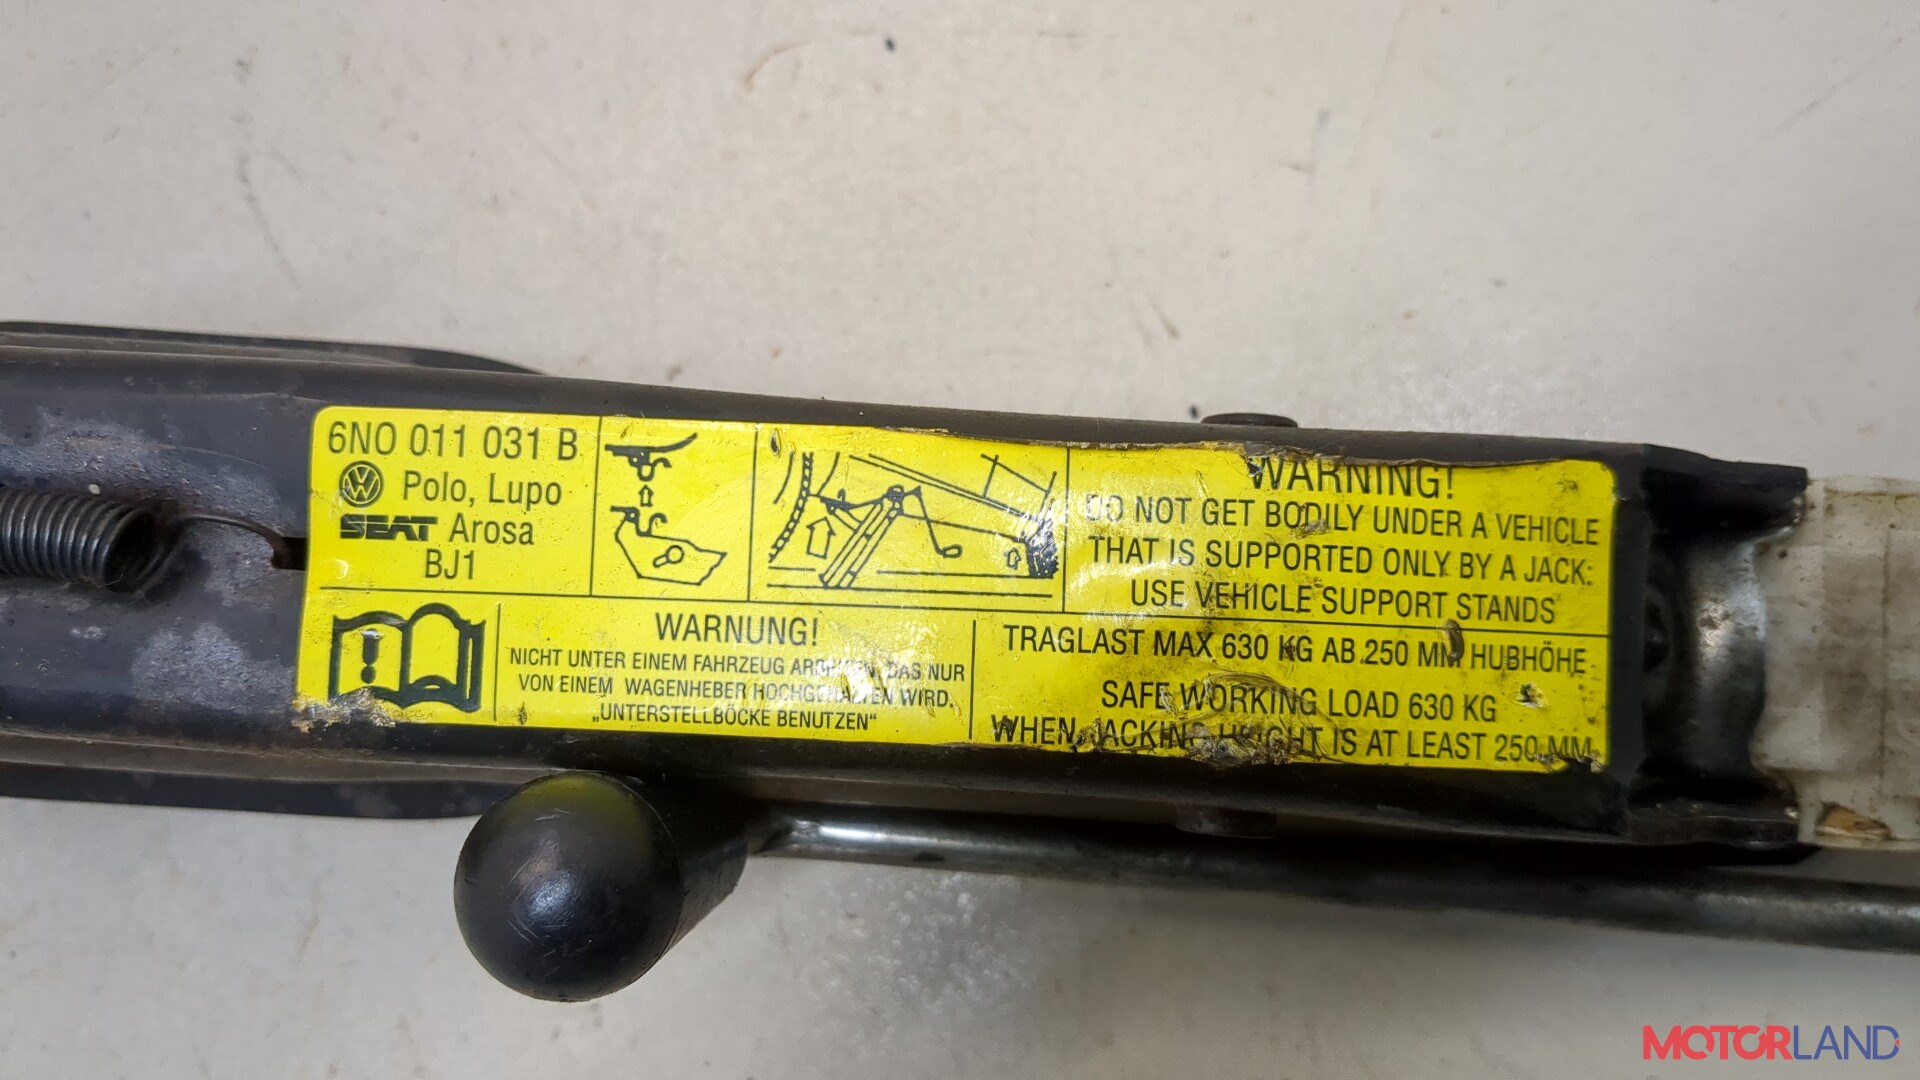 6NO 011 031 B
Polo, Lupo
SEAT Arosa
BJ1
WARNING!
DO NOT GET BODILY UNDER A VEHICLE
THAT IS SUPPORTED ONLY BY A JACK:
USE VEHICLE SUPPORT STANDS
WARNUNG!
NICHT UNTER EINEM FAHRZEUG ARBEITEN, DAS NUR
VON EINEM WAGENHEBER HOCHGEHALTEN WIRD.
„UNTERSTELLBÖCKE BENUTZEN“
TRAGLAST MAX 630 KG AB 250 MM HUBHÖHE
SAFE WORKING LOAD 630 KG
WHEN JACKING HEIGHT IS AT LEAST 250 MM
MOTORLAND